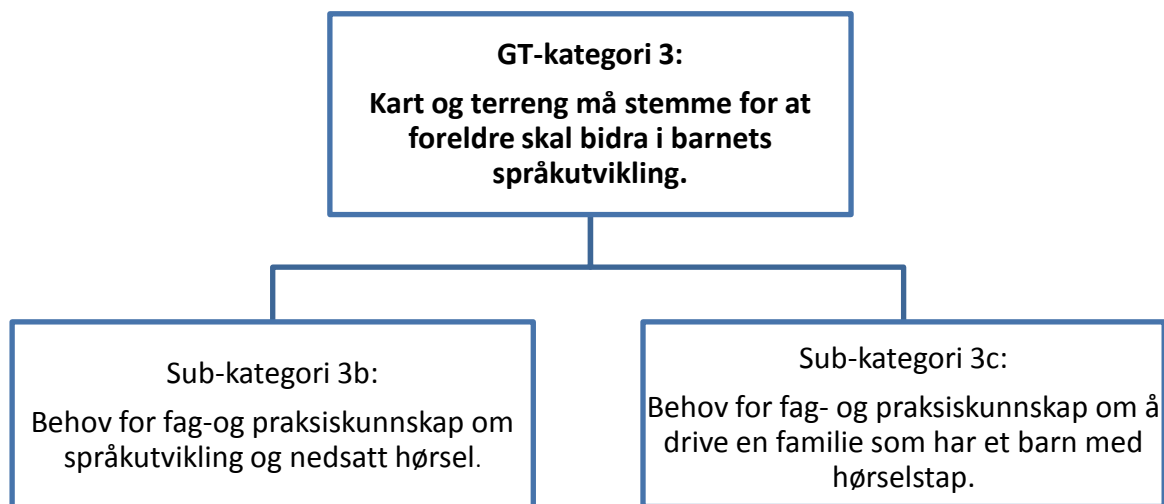 GT-kategori 3:
Kart og terreng må stemme for at
foreldre skal bidra i barnets
språkutvikling.
Sub-kategori 3b:
Behov for fag-og praksiskunnskap om
språkutvikling og nedsatt hørsel.
Sub-kategori 3c:
Behov for fag- og praksiskunnskap om å
drive en familie som har et barn med
hørselstap.